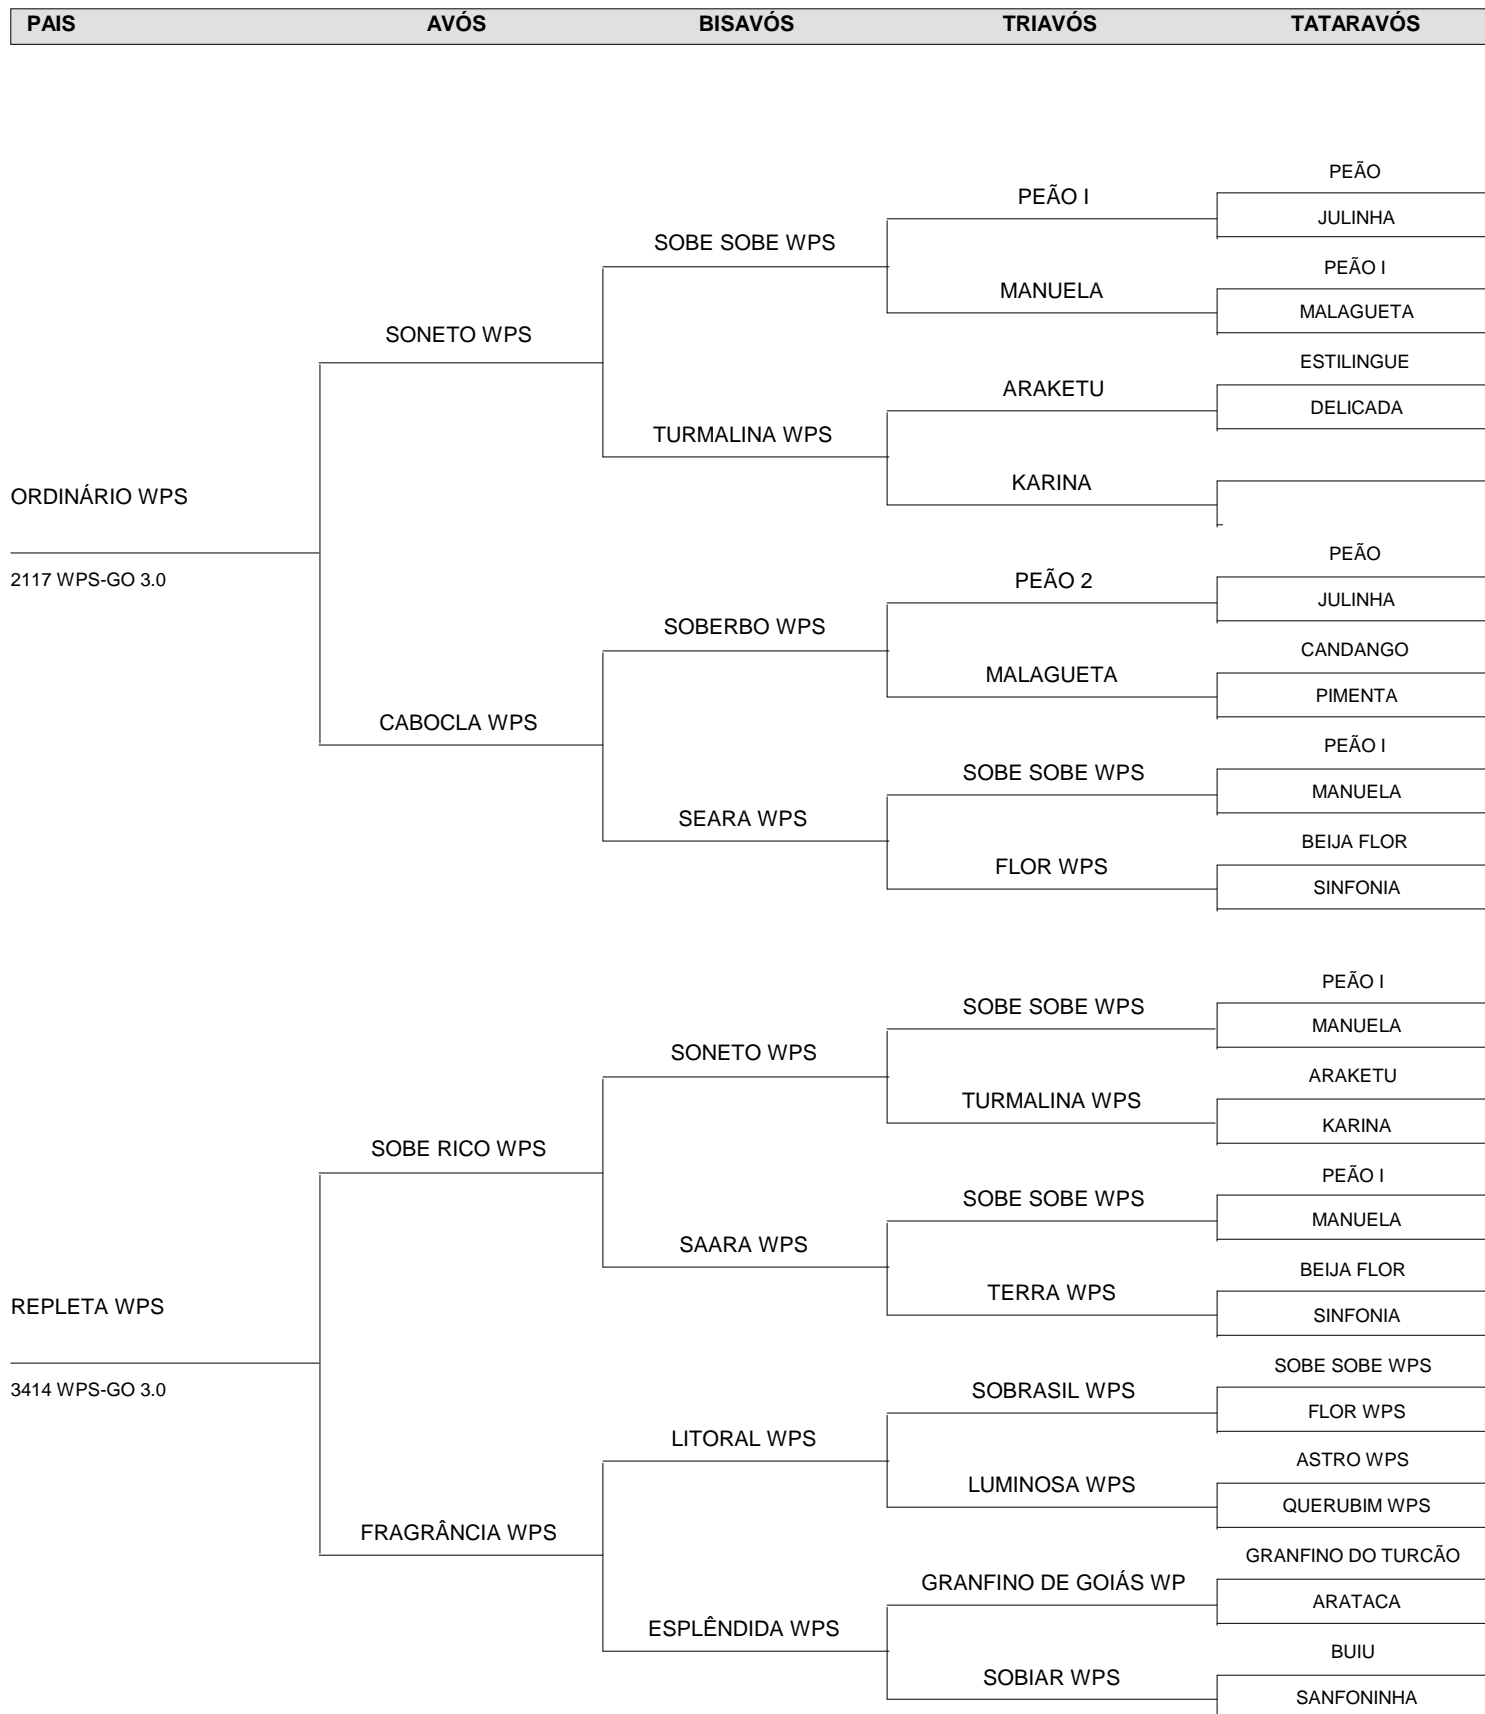 PAIS AVÓS BISAVÓS TRIAVÓS TATARAVÓS
PEÃO
PEÃO I
JULINHA
SOBE SOBE WPS
PEÃO I
MANUELA
MALAGUETA
SONETO WPS
ESTILINGUE
ARAKETU
DELICADA
TURMALINA WPS
KARINA
ORDINÁRIO WPS
PEÃO
2117 WPS-GO 3.0
PEÃO 2
JULINHA
SOBERBO WPS
CANDANGO
MALAGUETA
PIMENTA
CABOCLA WPS
PEÃO I
SOBE SOBE WPS
MANUELA
SEARA WPS
BEIJA FLOR
FLOR WPS
SINFONIA
PEÃO I
SOBE SOBE WPS
MANUELA
SONETO WPS
ARAKETU
TURMALINA WPS
KARINA
SOBE RICO WPS
PEÃO I
SOBE SOBE WPS
MANUELA
SAARA WPS
BEIJA FLOR
TERRA WPS
REPLETA WPS
SINFONIA
SOBE SOBE WPS
3414 WPS-GO 3.0
SOBRASIL WPS
FLOR WPS
LITORAL WPS
ASTRO WPS
LUMINOSA WPS
QUERUBIM WPS
FRAGRÂNCIA WPS
GRANFINO DO TURCÃO
GRANFINO DE GOIÁS WP
ARATACA
ESPLÊNDIDA WPS
BUIU
SOBIAR WPS
SANFONINHA